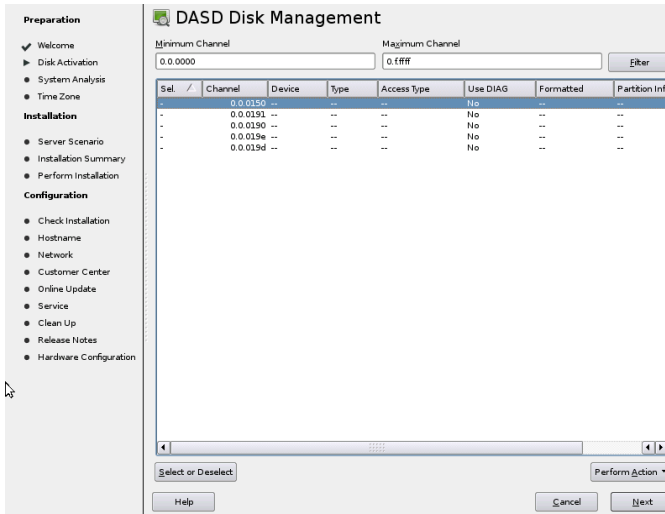 Preparation
Welcome
Disk Activation
System Analysis
Time Zone
Installation
Server Scenario
Installation Summary
Perform Installation
Configuration
Check Installation
Hostname
Network
Customer Center
Online Update
Service
Clean Up
Release Notes
Hardware Configuration
DASD Disk Management
Minimum Channel
Maximum Channel
0.0.0000
0.f.ffff
Filter
Sel. Channel Device Type Access Type Use DIAG Formatted Partition Inf
- 0.0.0150 -- -- -- No -- --
- 0.0.0191 -- -- -- No -- --
- 0.0.0190 -- -- -- No -- --
- 0.0.019e -- -- -- No -- --
- 0.0.019d -- -- -- No -- --
Select or Deselect
Perform Action
Help
Cancel
Next